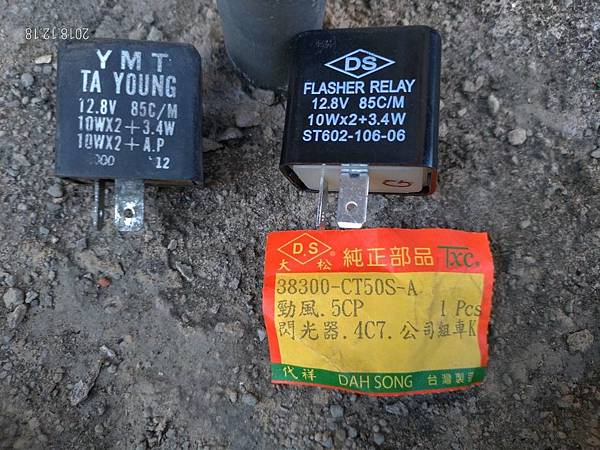 2018.12.18
YMT
TA YOUNG
12.8V 85C/M
10WX2+3.4W
10WX2+A.P
'12
DS
FLASHER RELAY
12.8V 85C/M
10Wx2+3.4W
ST602-106-06
D.S
大松 純正部品 T.x.c.
38300-CT50S-A
勁風.5CP 1 Pcs
閃光器.4C7.公司組車K
代祥 DAH SONG 台灣製